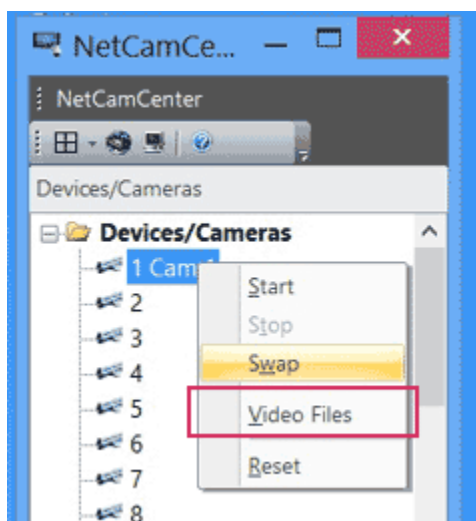 NetCamCe...
NetCamCenter
Devices/Cameras
Devices/Cameras
1 Cam
2
3
4
5
6
7
8
Start
Stop
Swap
Video Files
Reset